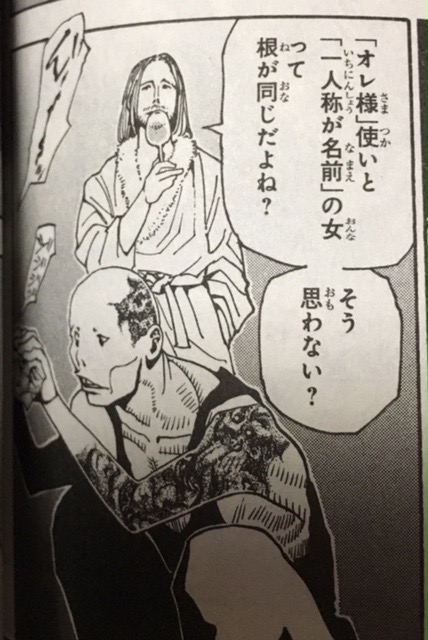 「オレ様」使いと
「一人称が名前」の女
って
根が同じだよね?
そう
思わない?